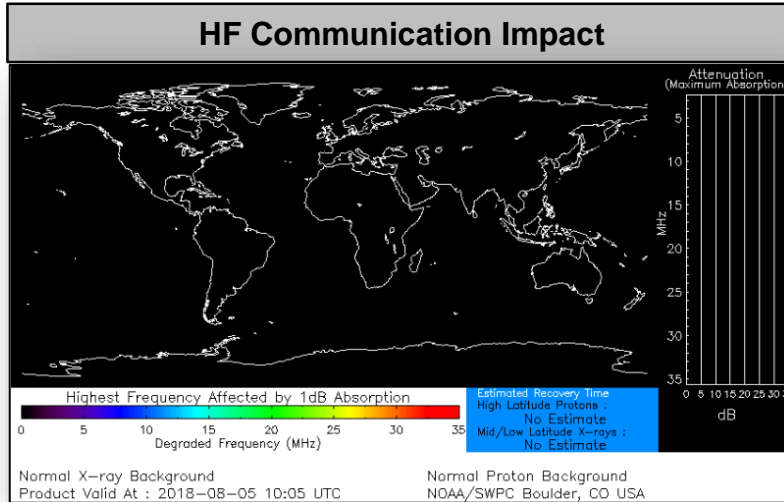 HF Communication Impact
Attenuation
(Maximum Absorption
5
10
15
20
25
30
35
MHz
0 5 10 15 20 25 30
dB
Highest Frequency Affected by 1dB Absorption
0 5 10 15 20 25 30 35
Degraded Frequency (MHz)
Estimated Recovery Time
High Latitude Protons :
No Estimate
Mid/Low Latitude X-rays :
No Estimate
Normal X-ray Background
Normal Proton Background
Product Valid At : 2018-08-05 10:05 UTC
NOAA/SWPC Boulder, CO USA